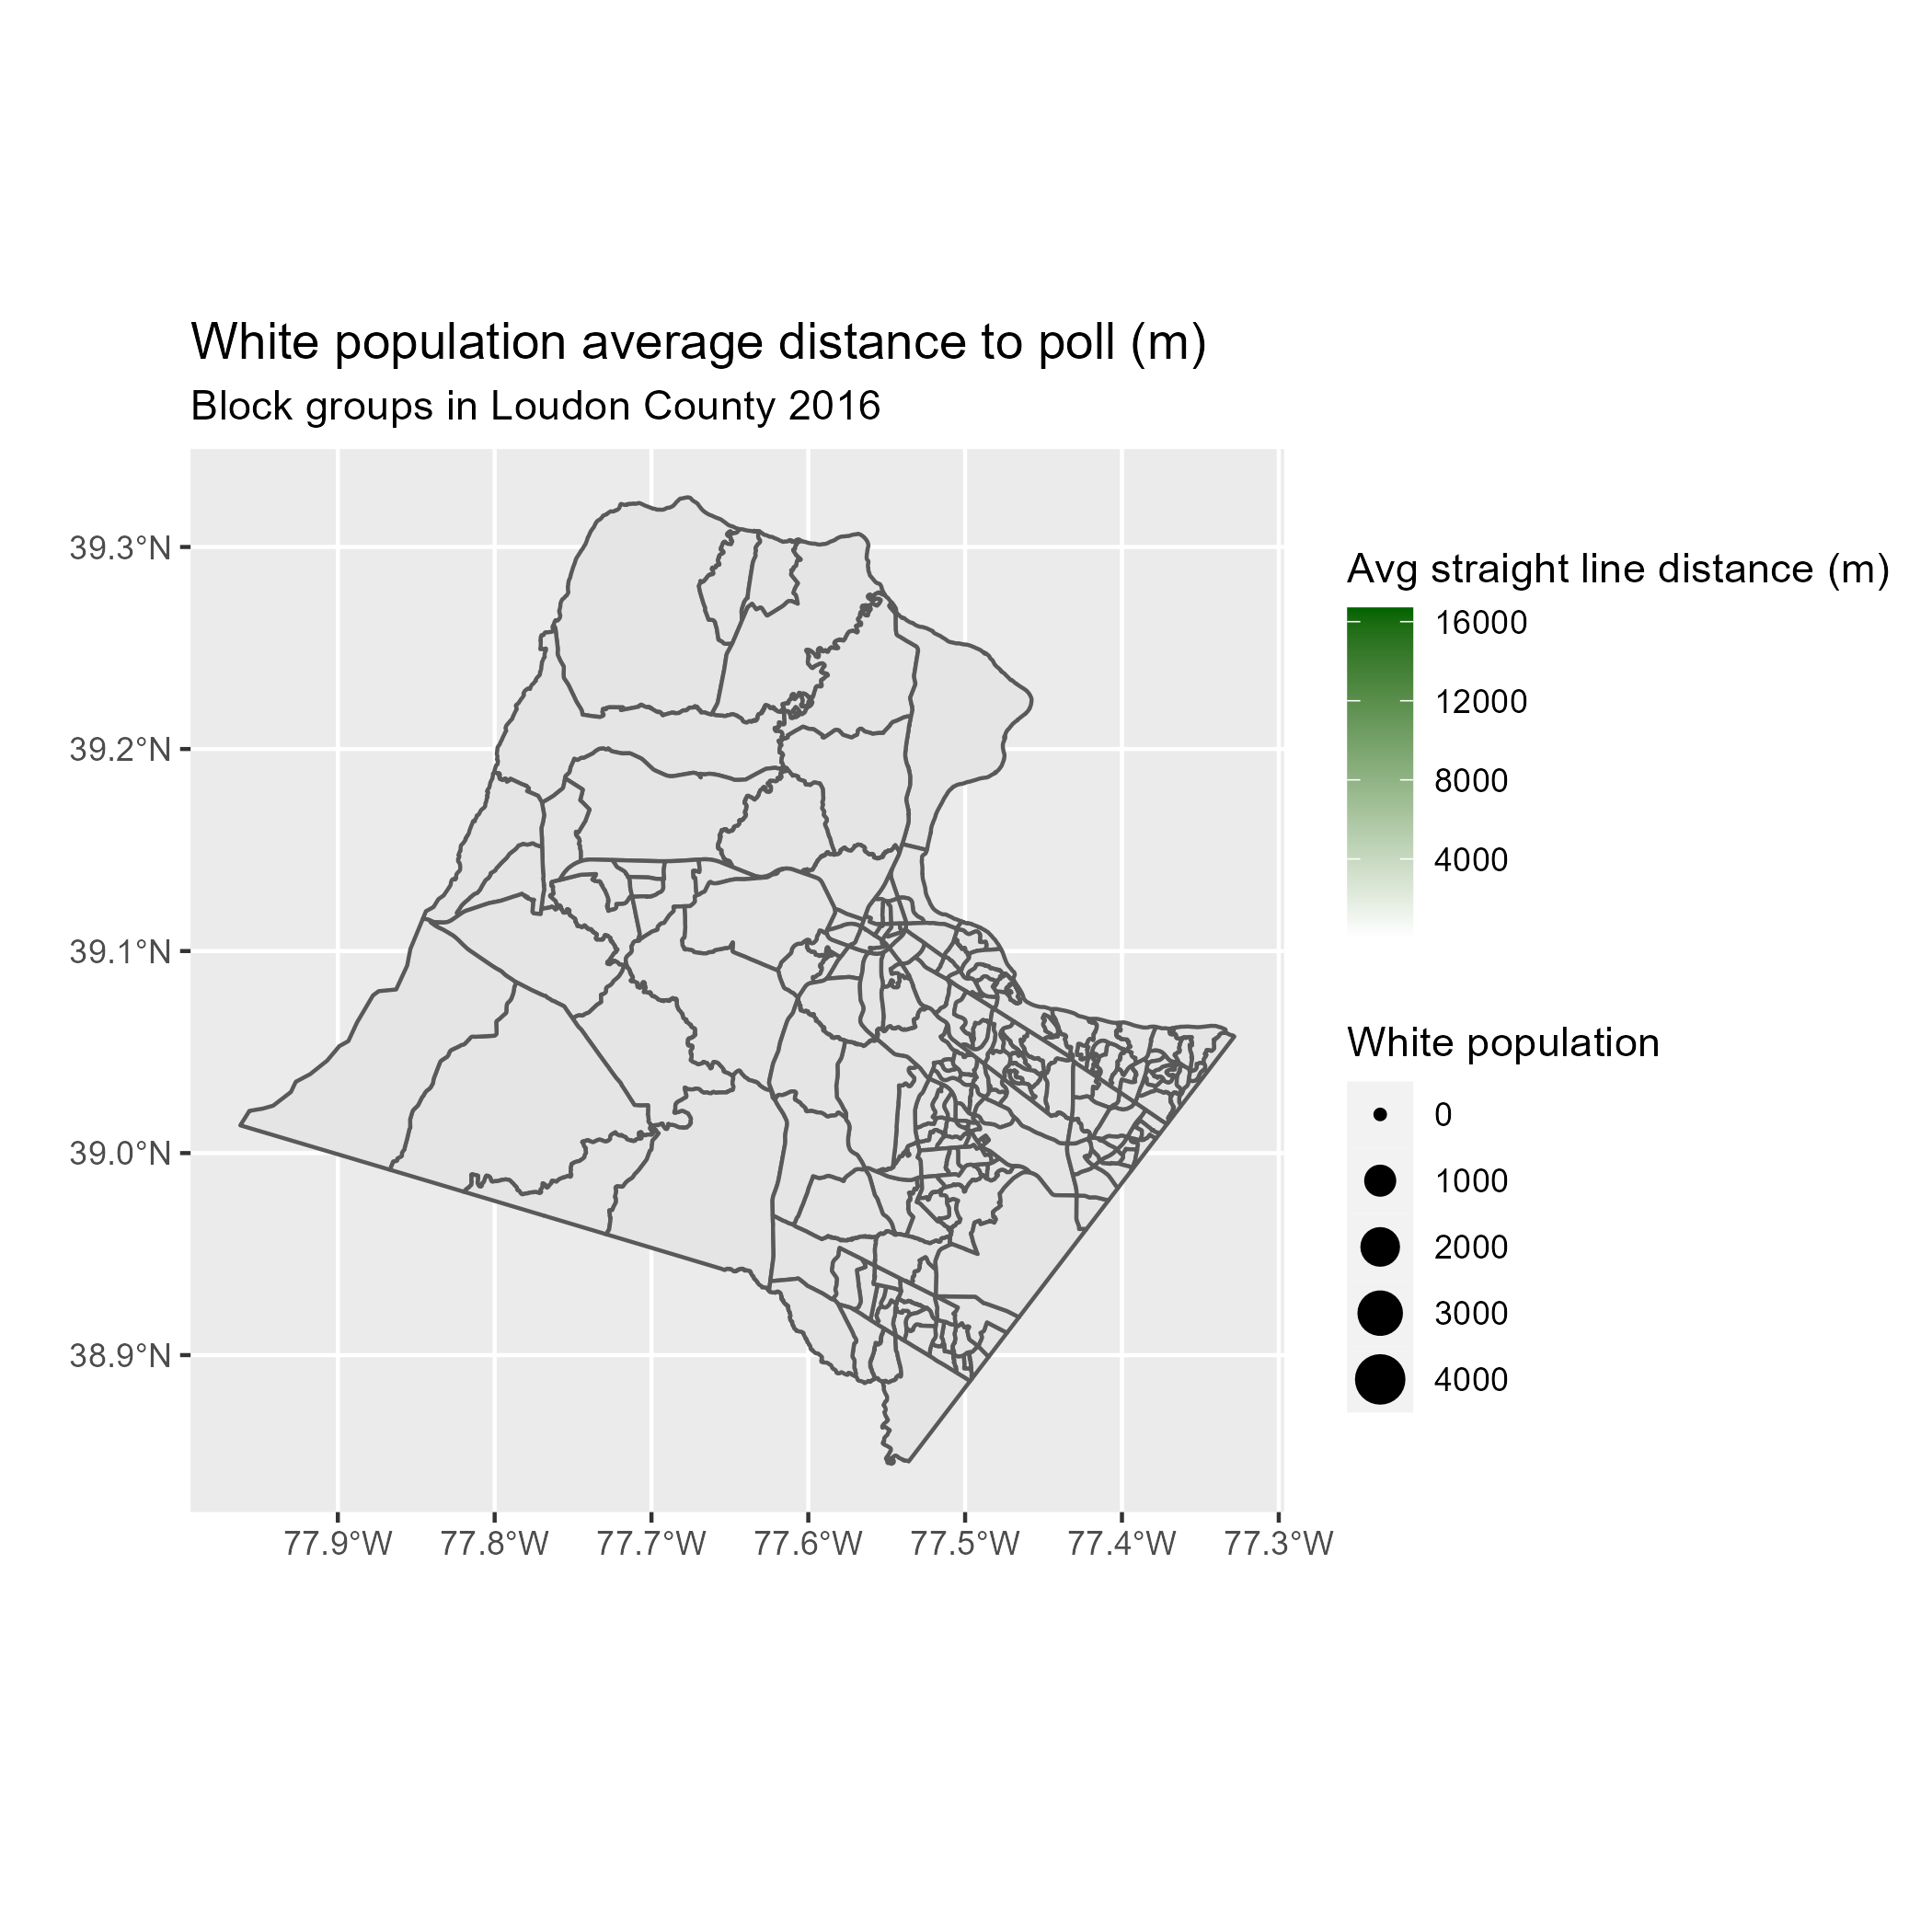 White population average distance to poll (m)
Block groups in Loudon County 2016
39.3°N
39.2°N
39.1°N
39.0°N
38.9°N
77.9°W
77.8°W
77.7°W
77.6°W
77.5°W
77.4°W
77.3°W
Avg straight line distance (m)
16000
12000
8000
4000
White population
0
1000
2000
3000
4000